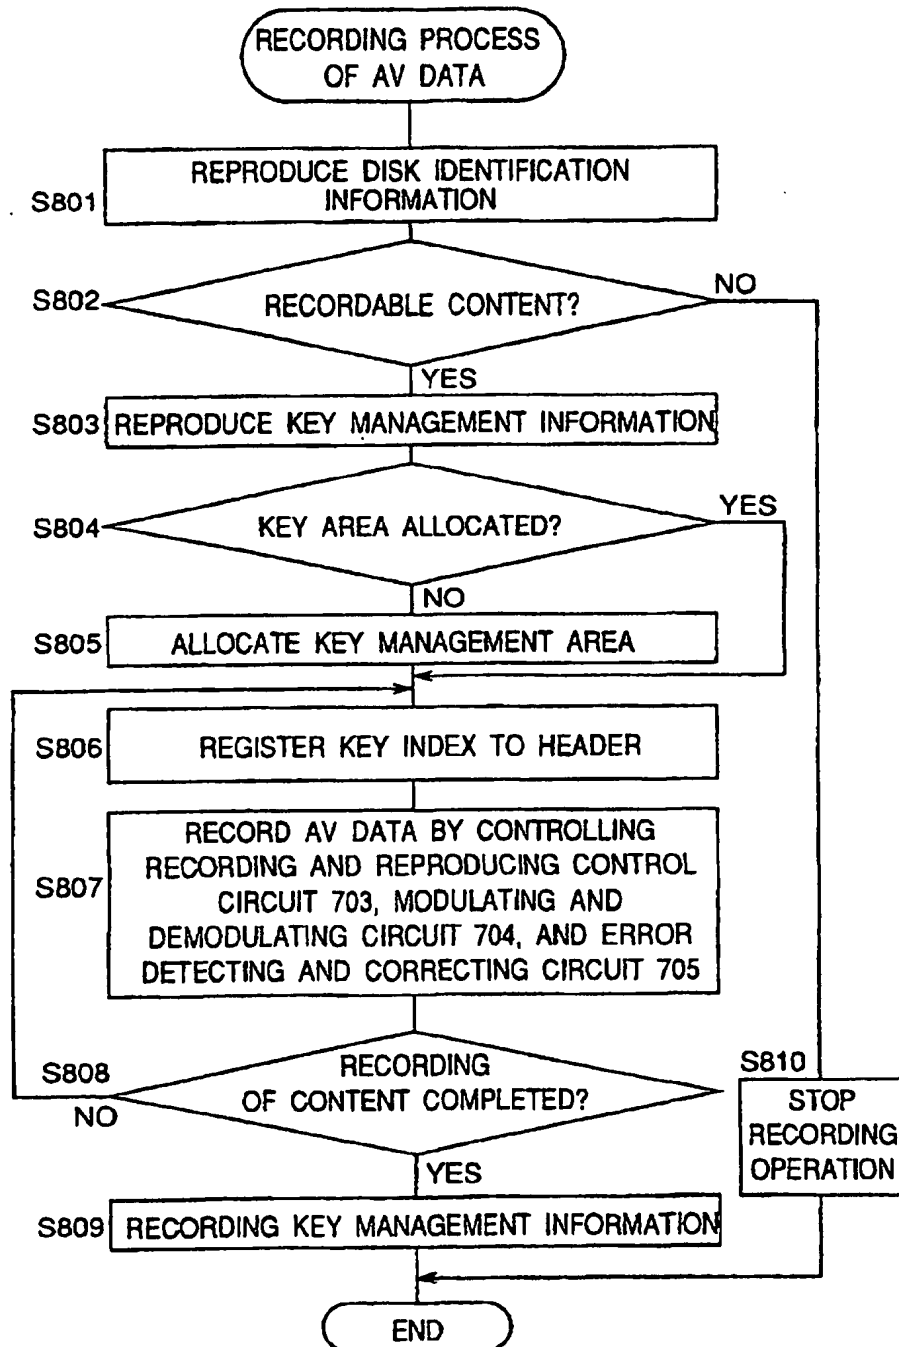 RECORDING PROCESS
OF AV DATA
REPRODUCE DISK IDENTIFICATION
INFORMATION
S801
S802
RECORDABLE CONTENT?
NO
YES
S803
REPRODUCE KEY MANAGEMENT INFORMATION
S804
KEY AREA ALLOCATED?
YES
NO
S805
ALLOCATE KEY MANAGEMENT AREA
S806
REGISTER KEY INDEX TO HEADER
S807
RECORD AV DATA BY CONTROLLING
RECORDING AND REPRODUCING CONTROL
CIRCUIT 703, MODULATING AND
DEMODULATING CIRCUIT 704, AND ERROR
DETECTING AND CORRECTING CIRCUIT 705
S808
NO
RECORDING
OF CONTENT COMPLETED?
YES
S810
STOP
RECORDING
OPERATION
S809
RECORDING KEY MANAGEMENT INFORMATION
END